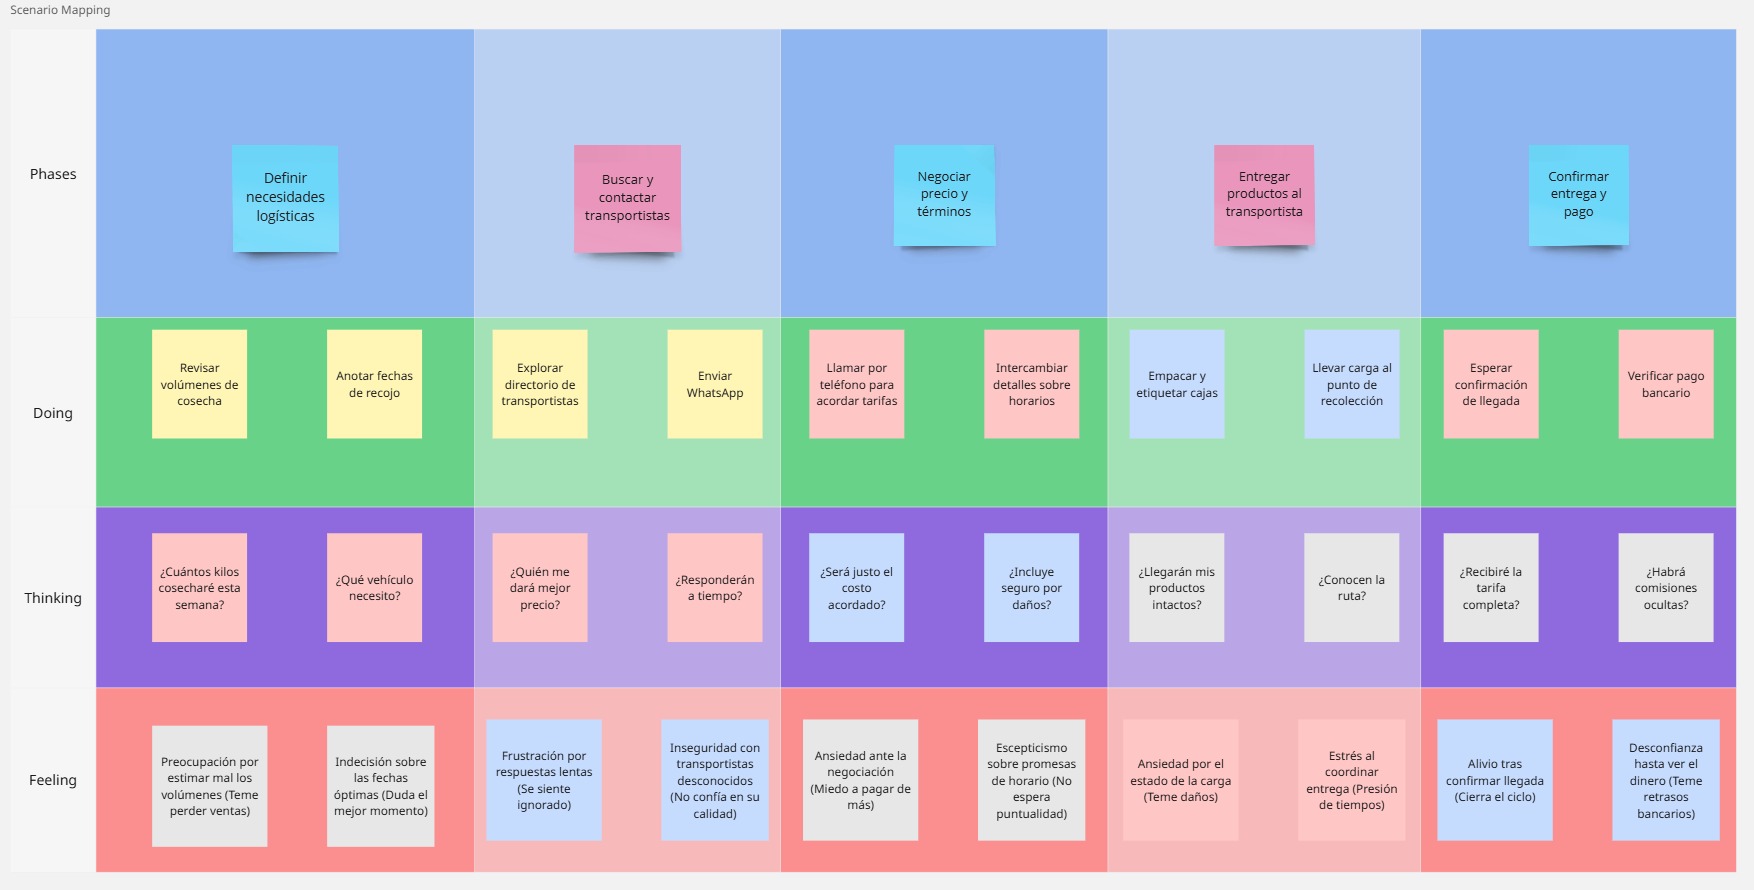 Scenario Mapping
Phases
Definir
necesidades
logísticas
Buscar y
contactar
transportistas
Negociar
precio y
términos
Entregar
productos al
transportista
Confirmar
entrega y
pago
Doing
Revisar
volúmenes de
cosecha
Anotar fechas
de recojo
Explorar
directorio de
transportistas
Enviar
WhatsApp
Llamar por
teléfono para
acordar tarifas
Intercambiar
detalles sobre
horarios
Empacar y
etiquetar cajas
Llevar carga al
punto de
recolección
Esperar
confirmación
de llegada
Verificar pago
bancario
Thinking
¿Cuántos kilos
cosecharé esta
semana?
¿Qué vehículo
necesito?
¿Quién me
dará mejor
precio?
¿Responderán
a tiempo?
¿Será justo el
costo
acordado?
¿Incluye
seguro por
daños?
¿Llegarán mis
productos
intactos?
¿Conocen la
ruta?
¿Recibiré la
tarifa
completa?
¿Habrá
comisiones
ocultas?
Feeling
Preocupación por
estimar mal los
volúmenes (Teme
perder ventas)
Indecisión sobre
las fechas
óptimas (Duda el
mejor momento)
Frustración por
respuestas lentas
(Se siente
ignorado)
Inseguridad con
transportistas
desconocidos
(No confía en su
calidad)
Ansiedad ante la
negociación
(Miedo a pagar de
más)
Escepticismo
sobre promesas
de horario (No
espera
puntualidad)
Ansiedad por el
estado de la carga
(Teme daños)
Estrés al
coordinar
entrega (Presión
de tiempos)
Alivio tras
confirmar llegada
(Cierra el ciclo)
Desconfianza
hasta ver el
dinero (Teme
retrasos
bancarios)